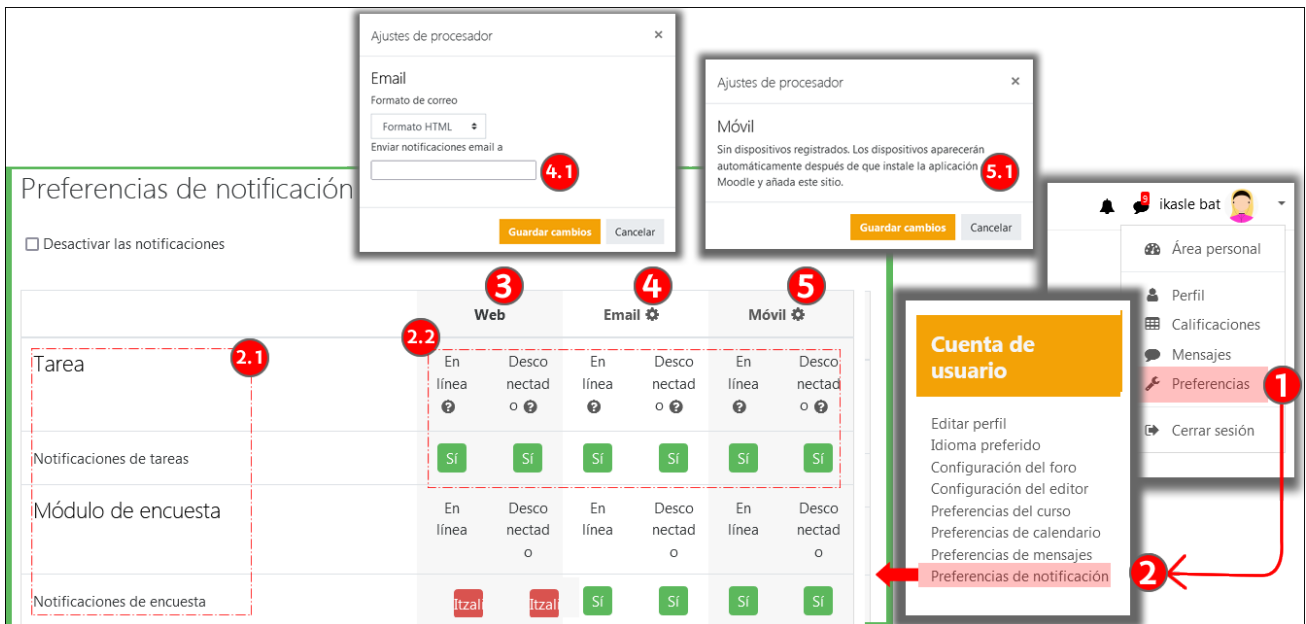 Ajustes de procesador ×
Email
Formato de correo
Formato HTML
Enviar notificaciones email a
4.1
Guardar cambios Cancelar
Ajustes de procesador ×
Móvil
Sin dispositivos registrados. Los dispositivos aparecerán
automáticamente después de que instale la aplicación
Moodle y añada este sitio.
5.1
Guardar cambios Cancelar
Preferencias de notificación
Desactivar las notificaciones
3 4 5
Web Email Móvil
2.1 2.2
Tarea
En línea ? Desco nectad o ? En línea ? Desco nectad o ? En línea ? Desco nectad o ?
Notificaciones de tareas Sí Sí Sí Sí Sí Sí
Módulo de encuesta
En línea Desco nectad o En línea Desco nectad o En línea Desco nectad o
Notificaciones de encuesta Itzali Itzali Sí Sí Sí Sí
9 ikasle bat
Área personal
Perfil
Calificaciones
Mensajes
Preferencias 1
Cerrar sesión
Cuenta de
usuario
Editar perfil
Idioma preferido
Configuración del foro
Configuración del editor
Preferencias del curso
Preferencias de calendario
Preferencias de mensajes
Preferencias de notificación 2